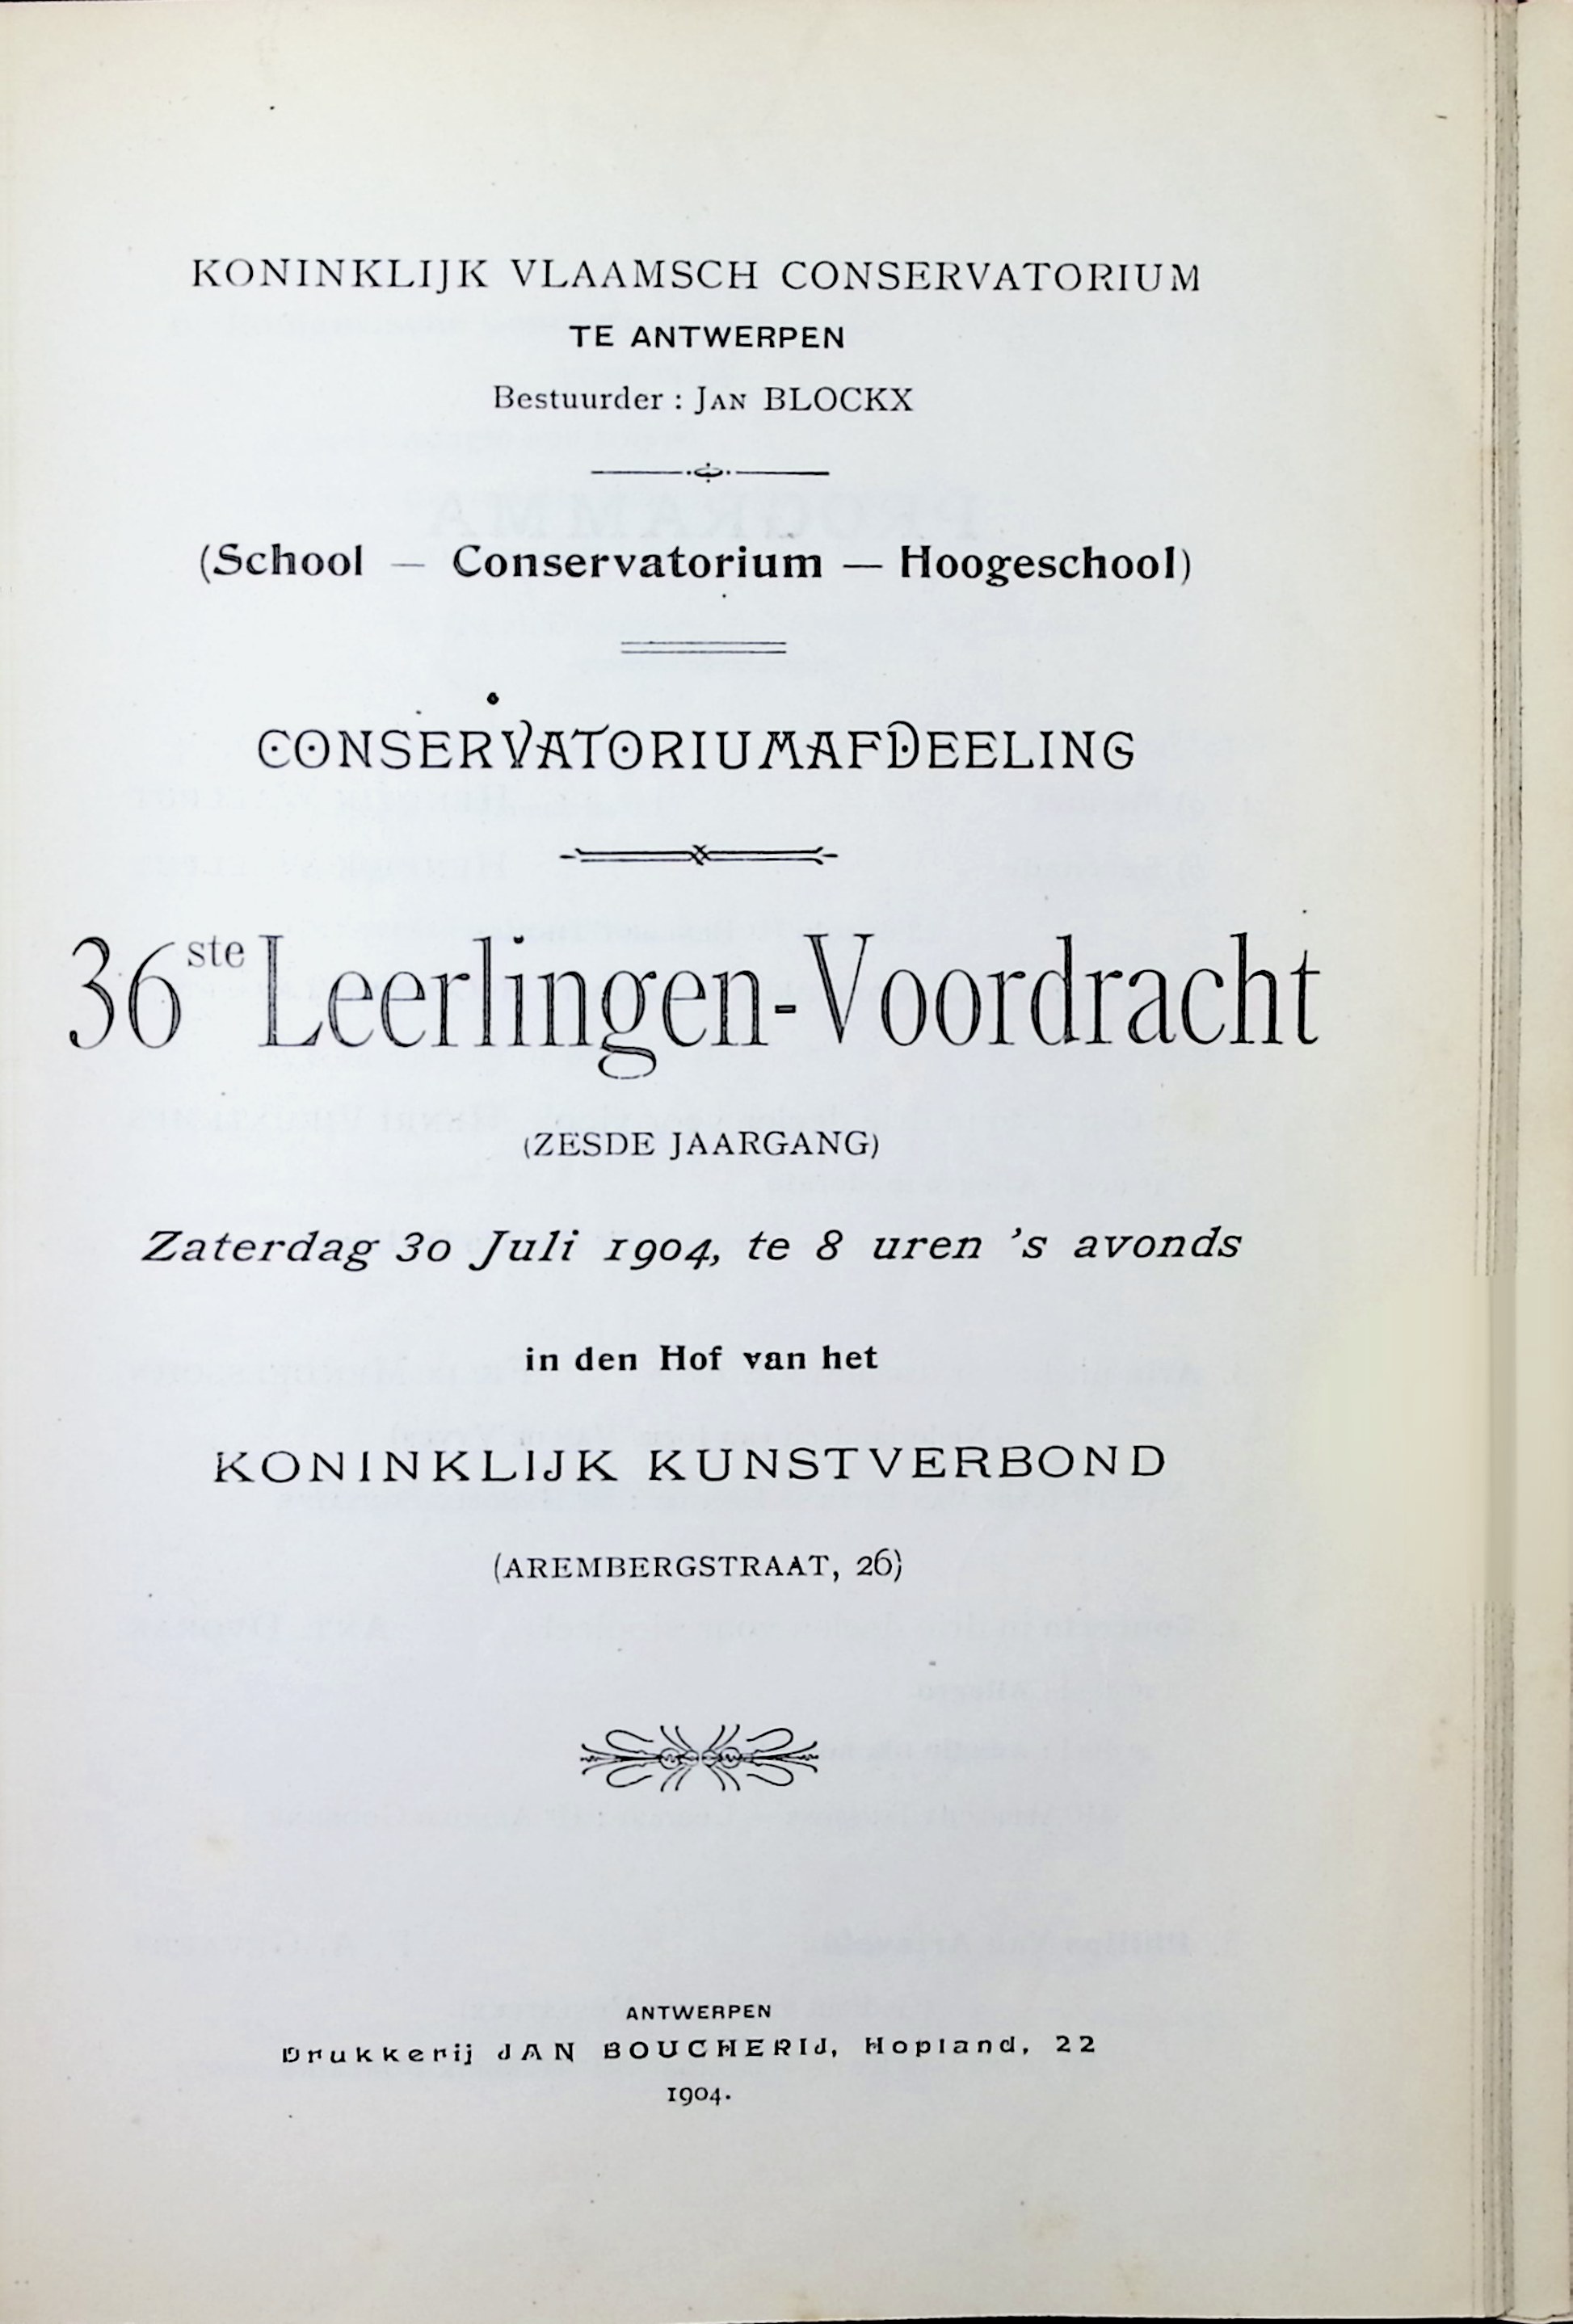 KONINKLIJK VLAAMSCH CONSERVATORIUM
TE ANTWERPEN
Bestuurder : JAN BLOCKX
(School — Conservatorium — Hoogeschool)
CONSERVATORIUMAFDEELING
36ste Leerlingen-Voordracht
(ZESDE JAARGANG)
Zaterdag 30 Juli 1904, te 8 uren 's avonds
in den Hof van het
KONINKLIJK KUNSTVERBOND
(AREMBERGSTRAAT, 26)
ANTWERPEN
Drukkerij JAN BOUCHERIJ, Hopland, 22
1904.